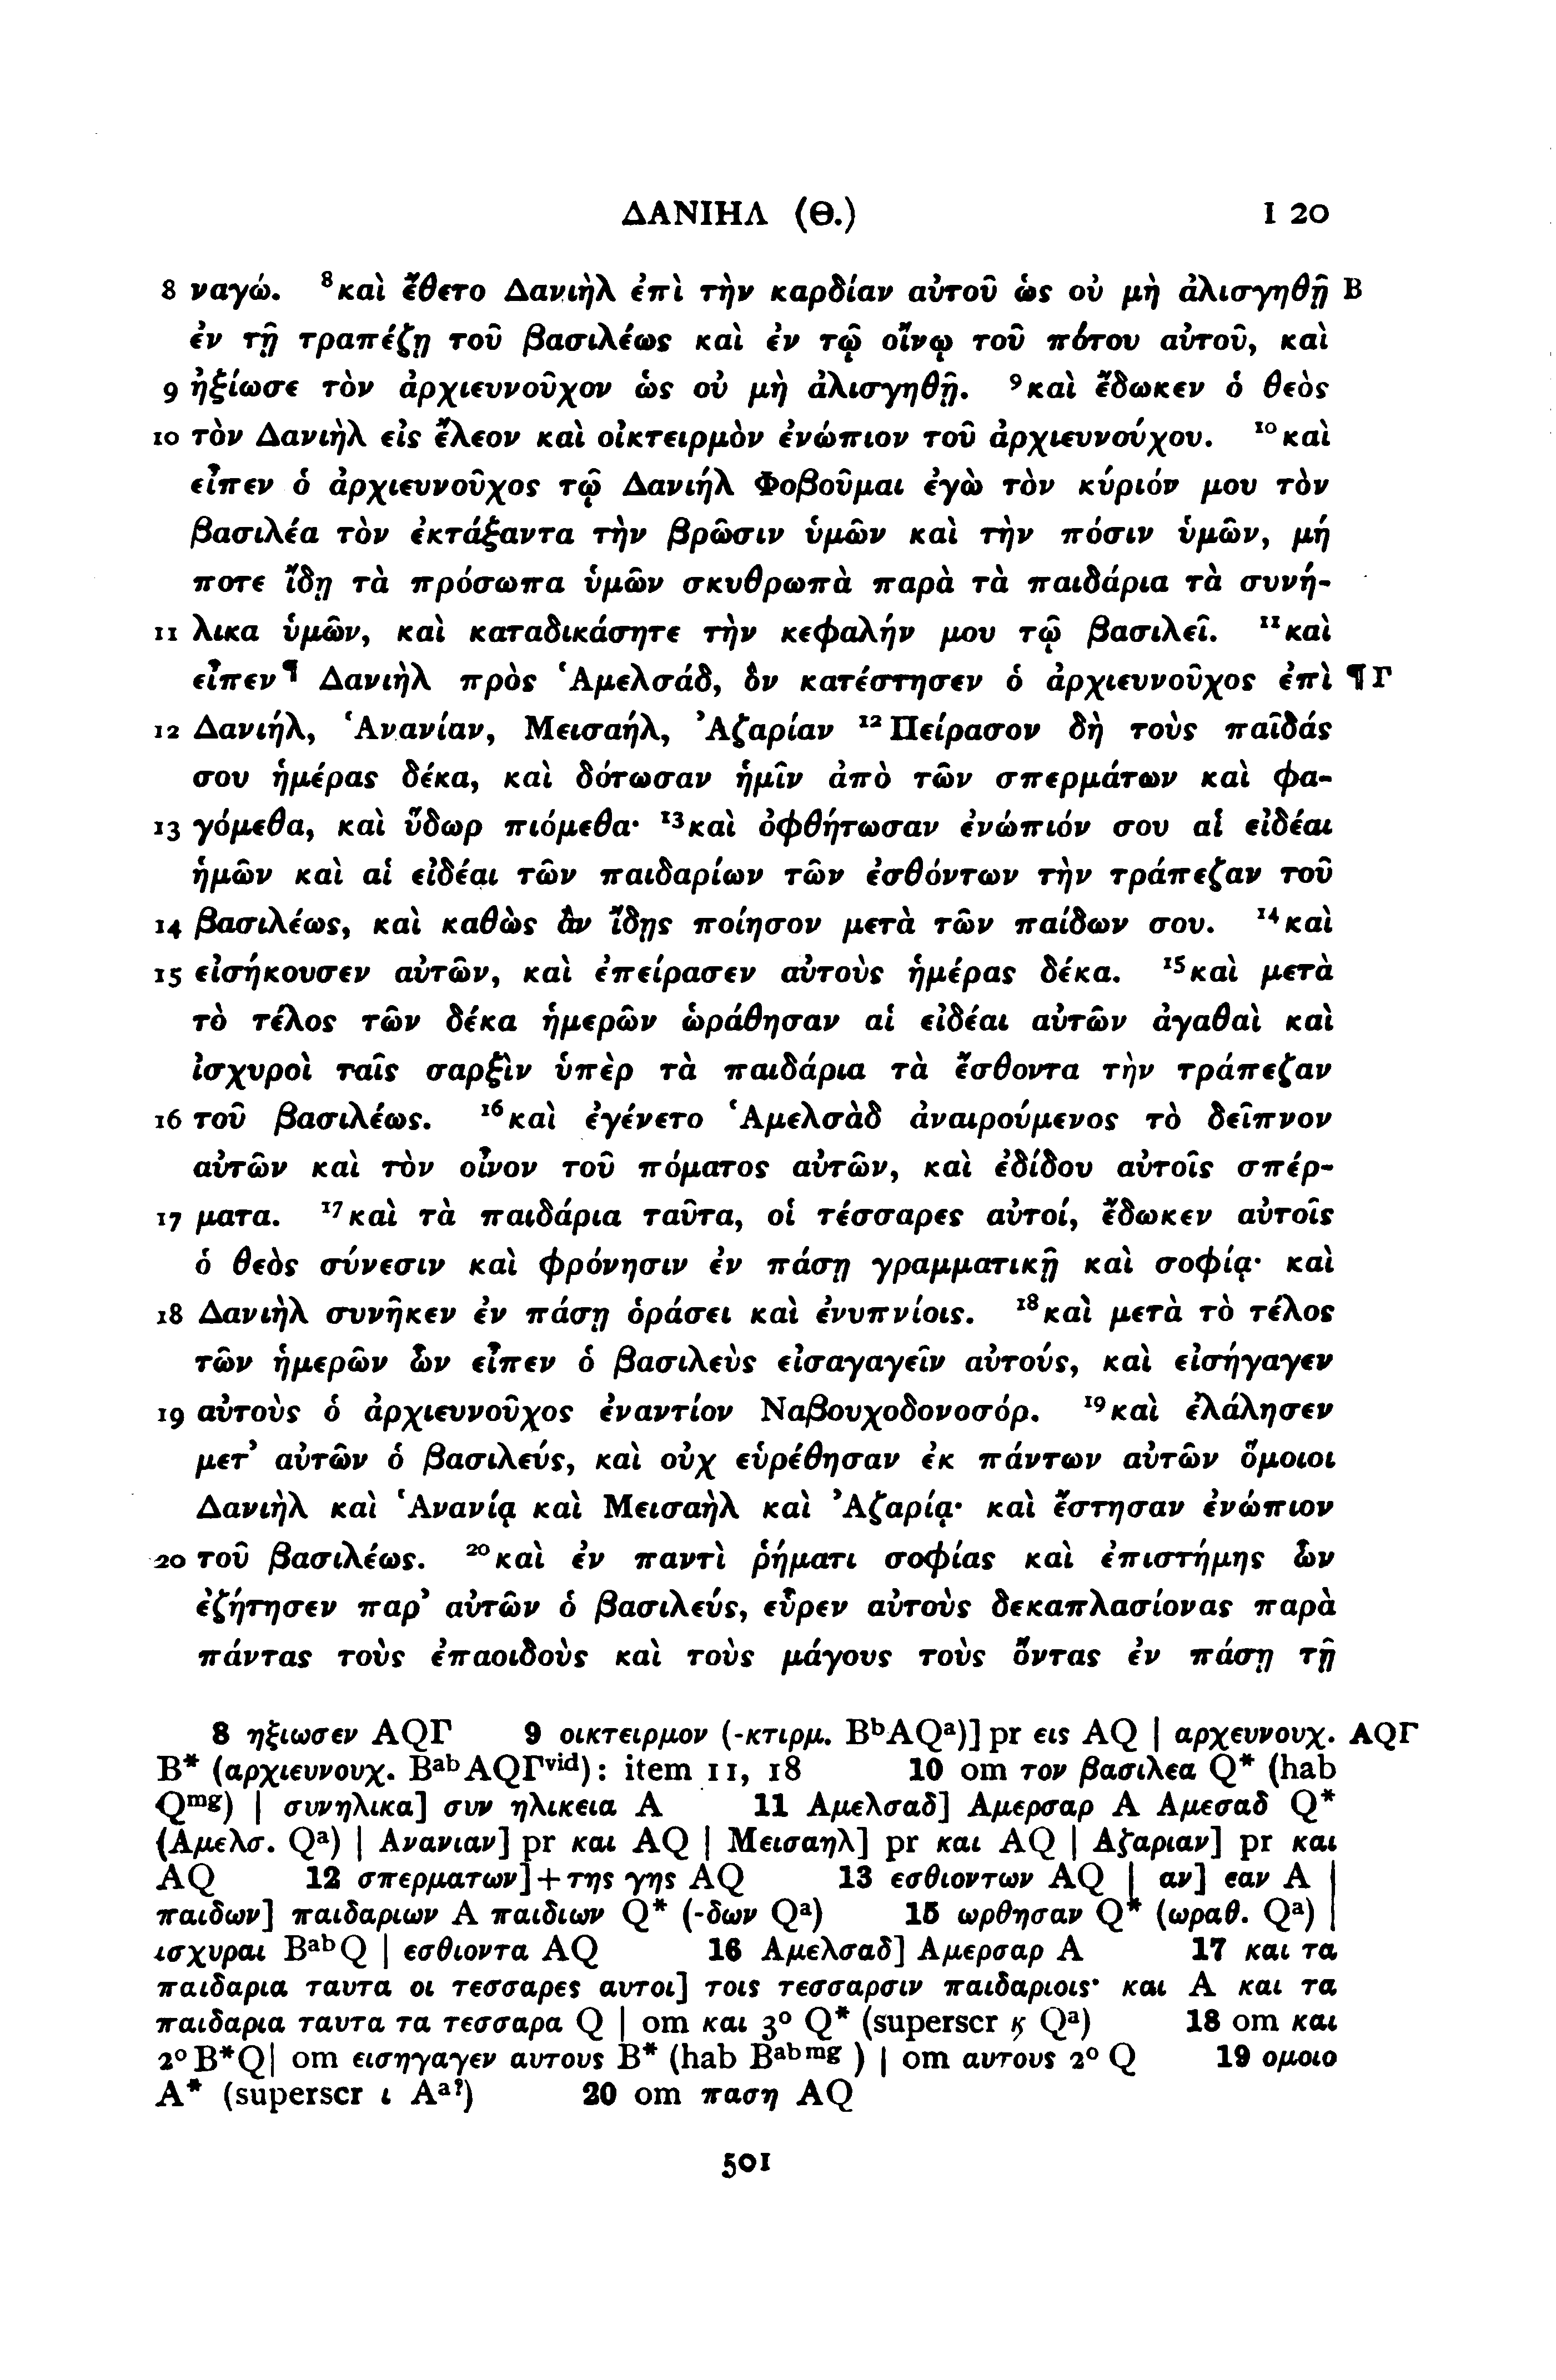 ΔΑΝΙΗΛ (Θ.) I 20
8 ναγώ. ⁸καὶ ἔθετο Δανιὴλ ἐπὶ τὴν καρδίαν αὐτοῦ ὡς οὐ μὴ ἀλισγηθῇ B
ἐν τῇ τραπέζῃ τοῦ βασιλέως καὶ ἐν τῷ οἴνῳ τοῦ πότου αὐτοῦ, καὶ
9 ἠξίωσε τὸν ἀρχιευνοῦχον ὡς οὐ μὴ ἀλισγηθῇ. ⁹καὶ ἔδωκεν ὁ θεὸς
10 τὸν Δανιὴλ εἰς ἔλεον καὶ οἰκτειρμὸν ἐνώπιον τοῦ ἀρχιευνούχου. ¹⁰καὶ
εἶπεν ὁ ἀρχιευνοῦχος τῷ Δανιήλ Φοβοῦμαι ἐγὼ τὸν κύριόν μου τὸν
βασιλέα τὸν ἐκτάξαντα τὴν βρῶσιν ὑμῶν καὶ τὴν πόσιν ὑμῶν, μή
ποτε ἴδῃ τὰ πρόσωπα ὑμῶν σκυθρωπὰ παρὰ τὰ παιδάρια τὰ συνή-
11 λικα ὑμῶν, καὶ καταδικάσητε τὴν κεφαλήν μου τῷ βασιλεῖ. ¹¹καὶ
εἶπεν¶ Δανιὴλ πρὸς Ἁμελσάδ, ὃν κατέστησεν ὁ ἀρχιευνοῦχος ἐπὶ ¶ Γ
12 Δανιήλ, Ἁνανίαν, Μεισαήλ, Ἀζαρίαν ¹²Πείρασον δὴ τοὺς παῖδάς
σου ἡμέρας δέκα, καὶ δότωσαν ἡμῖν ἀπὸ τῶν σπερμάτων καὶ φα-
13 γόμεθα, καὶ ὕδωρ πιόμεθα· ¹³καὶ ὀφθήτωσαν ἐνώπιόν σου αἱ εἰδέαι
ἡμῶν καὶ αἱ εἰδέαι τῶν παιδαρίων τῶν ἐσθόντων τὴν τράπεζαν τοῦ
14 βασιλέως, καὶ καθὼς ἂν ἴδῃς ποίησον μετὰ τῶν παίδων σου. ¹⁴καὶ
15 εἰσήκουσεν αὐτῶν, καὶ ἐπείρασεν αὐτοὺς ἡμέρας δέκα. ¹⁵καὶ μετὰ
τὸ τέλος τῶν δέκα ἡμερῶν ὡράθησαν αἱ εἰδέαι αὐτῶν ἀγαθαὶ καὶ
ἰσχυροὶ ταῖς σαρξὶν ὑπὲρ τὰ παιδάρια τὰ ἔσθοντα τὴν τράπεζαν
16 τοῦ βασιλέως. ¹⁶καὶ ἐγένετο Ἁμελσὰδ ἀναιρούμενος τὸ δεῖπνον
αὐτῶν καὶ τὸν οἶνον τοῦ πόματος αὐτῶν, καὶ ἐδίδου αὐτοῖς σπέρ-
17 ματα. ¹⁷καὶ τὰ παιδάρια ταῦτα, οἱ τέσσαρες αὐτοί, ἔδωκεν αὐτοῖς
ὁ θεὸς σύνεσιν καὶ φρόνησιν ἐν πάσῃ γραμματικῇ καὶ σοφίᾳ· καὶ
18 Δανιὴλ συνῆκεν ἐν πάσῃ ὁράσει καὶ ἐνυπνίοις. ¹⁸καὶ μετὰ τὸ τέλος
τῶν ἡμερῶν ὧν εἶπεν ὁ βασιλεὺς εἰσαγαγεῖν αὐτούς, καὶ εἰσήγαγεν
19 αὐτοὺς ὁ ἀρχιευνοῦχος ἐναντίον Ναβουχοδονοσόρ. ¹⁹καὶ ἐλάλησεν
μετ’ αὐτῶν ὁ βασιλεύς, καὶ οὐχ εὑρέθησαν ἐκ πάντων αὐτῶν ὅμοιοι
Δανιὴλ καὶ Ἁνανίᾳ καὶ Μεισαὴλ καὶ Ἀζαρίᾳ· καὶ ἔστησαν ἐνώπιον
20 τοῦ βασιλέως. ²⁰καὶ ἐν παντὶ ῥήματι σοφίας καὶ ἐπιστήμης ὧν
ἐζήτησεν παρ’ αὐτῶν ὁ βασιλεύς, εὗρεν αὐτοὺς δεκαπλασίονας παρὰ
πάντας τοὺς ἐπαοιδοὺς καὶ τοὺς μάγους τοὺς ὄντας ἐν πάσῃ τῇ
8 ηξιωσεν AQΓ 9 οικτειρμον (-κτιρμ. BᵇAQᵃ)] pr εις AQ | αρχευνουχ. AQΓ
B* (αρχιευνουχ. BᵃᵇAQΓᵛⁱᵈ): item 11, 18 10 om τον βασιλεα Q* (hab
Qᵐᵍ) | συνηλικα] συν ηλικεια A 11 Αμελσαδ] Αμερσαρ A Αμεσαδ Q*
(Αμελσ. Qᵃ) | Ανανιαν] pr και AQ | Μεισαηλ] pr και AQ | Αζαριαν] pr και
AQ 12 σπερματων] + της γης AQ 13 εσθιοντων AQ | αν] εαν A |
παιδων] παιδαριων A παιδιων Q* (-δων Qᵃ) 15 ωρθησαν Q* (ωραθ. Qᵃ) |
ισχυραι BᵃᵇQ | εσθιοντα AQ 16 Αμελσαδ] Αμερσαρ A 17 και τα
παιδαρια ταυτα οι τεσσαρες αυτοι] τοις τεσσαρσιν παιδαριοις· και A και τα
παιδαρια ταυτα τα τεσσαρα Q | om και 3º Q* (superscr ϗ Qᵃ) 18 om και
2º B*Q | om εισηγαγεν αυτους B* (hab Bᵃᵇᵐᵍ ) | om αυτους 2º Q 19 ομοιο
A* (superscr ι Aᵃ?) 20 om παση AQ
501